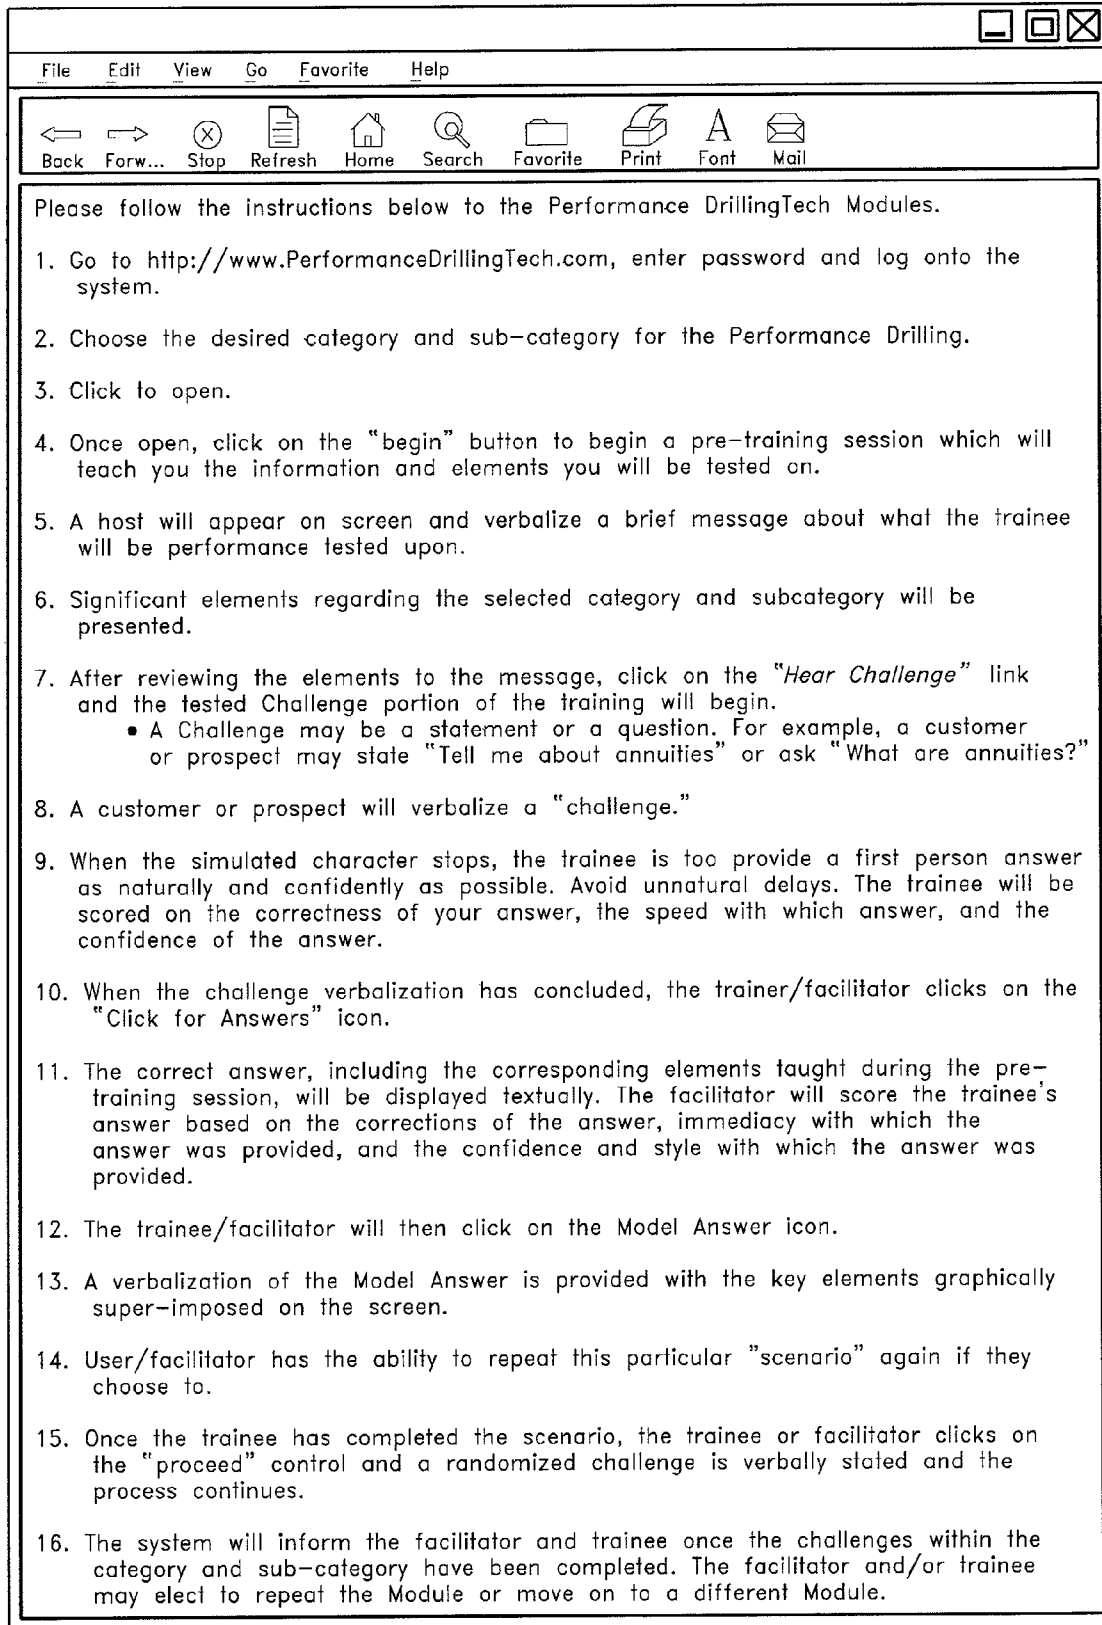 File Edit View Go Favorite Help
Back Forw... Stop Refresh Home Search Favorite Print Font Mail
Please follow the instructions below to the Performance DrillingTech Modules.
1. Go to http://www.PerformanceDrillingTech.com, enter password and log onto the
system.
2. Choose the desired category and sub-category for the Performance Drilling.
3. Click to open.
4. Once open, click on the "begin" button to begin a pre-training session which will
teach you the information and elements you will be tested on.
5. A host will appear on screen and verbalize a brief message about what the trainee
will be performance tested upon.
6. Significant elements regarding the selected category and subcategory will be
presented.
7. After reviewing the elements to the message, click on the "Hear Challenge" link
and the tested Challenge portion of the training will begin.
• A Challenge may be a statement or a question. For example, a customer
or prospect may state "Tell me about annuities" or ask "What are annuities?"
8. A customer or prospect will verbalize a "challenge."
9. When the simulated character stops, the trainee is too provide a first person answer
as naturally and confidently as possible. Avoid unnatural delays. The trainee will be
scored on the correctness of your answer, the speed with which answer, and the
confidence of the answer.
10. When the challenge verbalization has concluded, the trainer/facilitator clicks on the
"Click for Answers" icon.
11. The correct answer, including the corresponding elements taught during the pre-
training session, will be displayed textually. The facilitator will score the trainee's
answer based on the corrections of the answer, immediacy with which the
answer was provided, and the confidence and style with which the answer was
provided.
12. The trainee/facilitator will then click on the Model Answer icon.
13. A verbalization of the Model Answer is provided with the key elements graphically
super-imposed on the screen.
14. User/facilitator has the ability to repeat this particular "scenario" again if they
choose to.
15. Once the trainee has completed the scenario, the trainee or facilitator clicks on
the "proceed" control and a randomized challenge is verbally stated and the
process continues.
16. The system will inform the facilitator and trainee once the challenges within the
category and sub-category have been completed. The facilitator and/or trainee
may elect to repeat the Module or move on to a different Module.